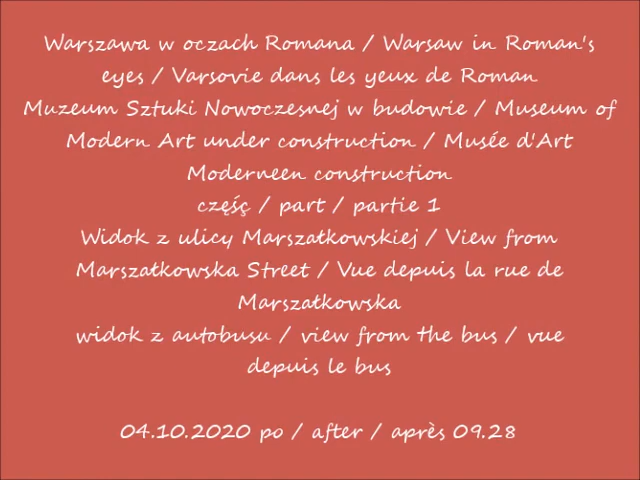 Warszawa w oczach Romana / Warsaw in Roman's
eyes / Varsovie dans les yeux de Roman
Muzeum Sztuki Nowoczesnej w budowie / Museum of
Modern Art under construction / Musée d'Art
Moderneen construction
częśç / part / partie 1
Widok z ulicy Marszałkowskiej / View from
Marszałkowska Street / Vue depuis la rue de
Marszałkowska
widok z autobusu / view from the bus / vue
depuis le bus
04.10.2020 po / after / après 09.28